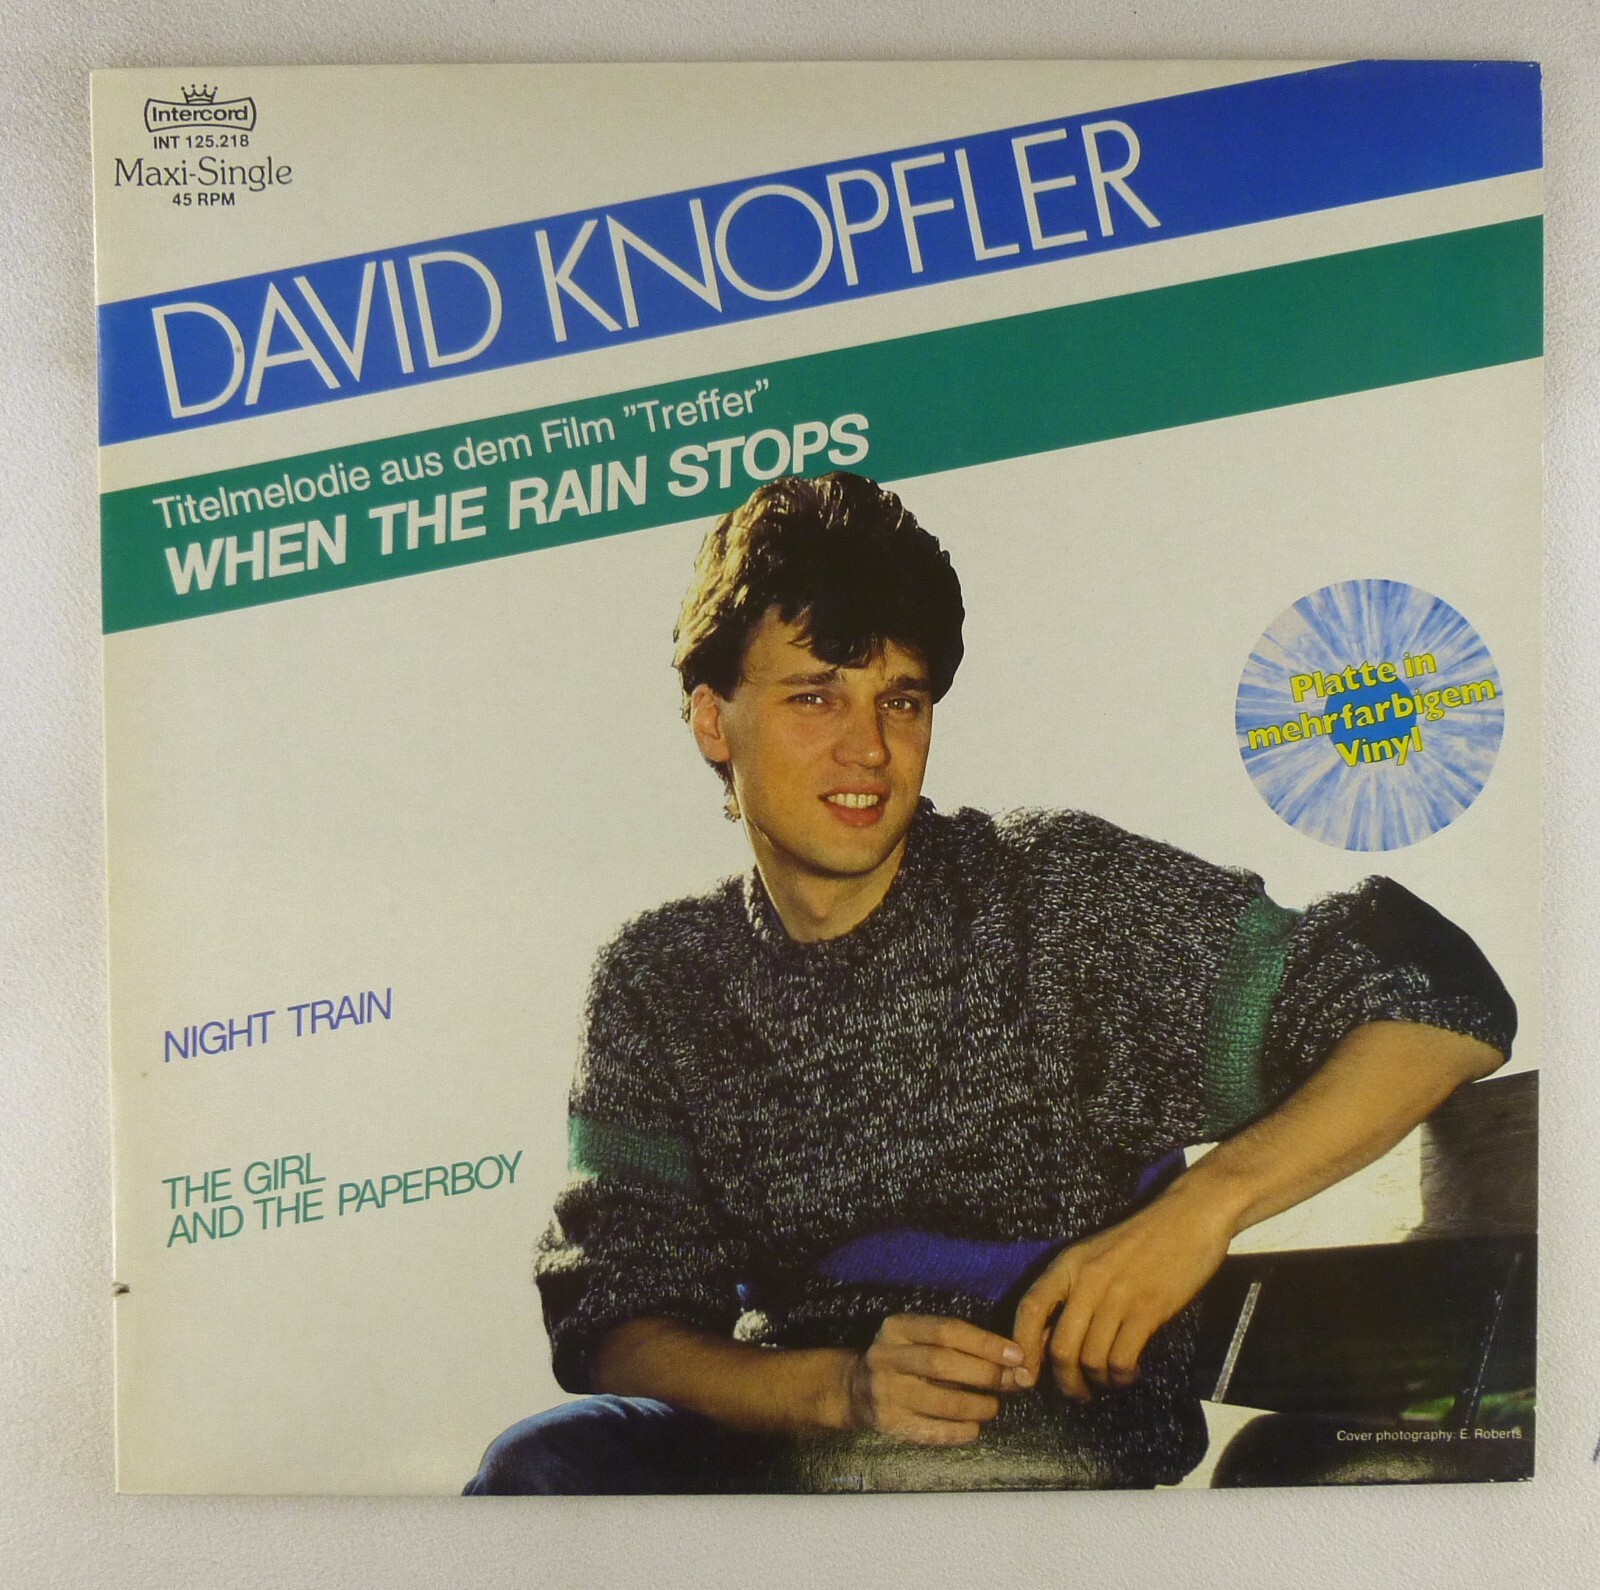 Intercord
INT 125.218
Maxi-Single
45 RPM
DAVID KNOPFLER
Titelmelodie aus dem Film "Treffer"
WHEN THE RAIN STOPS
Platte in
mehrfarbigem
Vinyl
NIGHT TRAIN
THE GIRL
AND THE PAPERBOY
Cover photography: E. Roberts